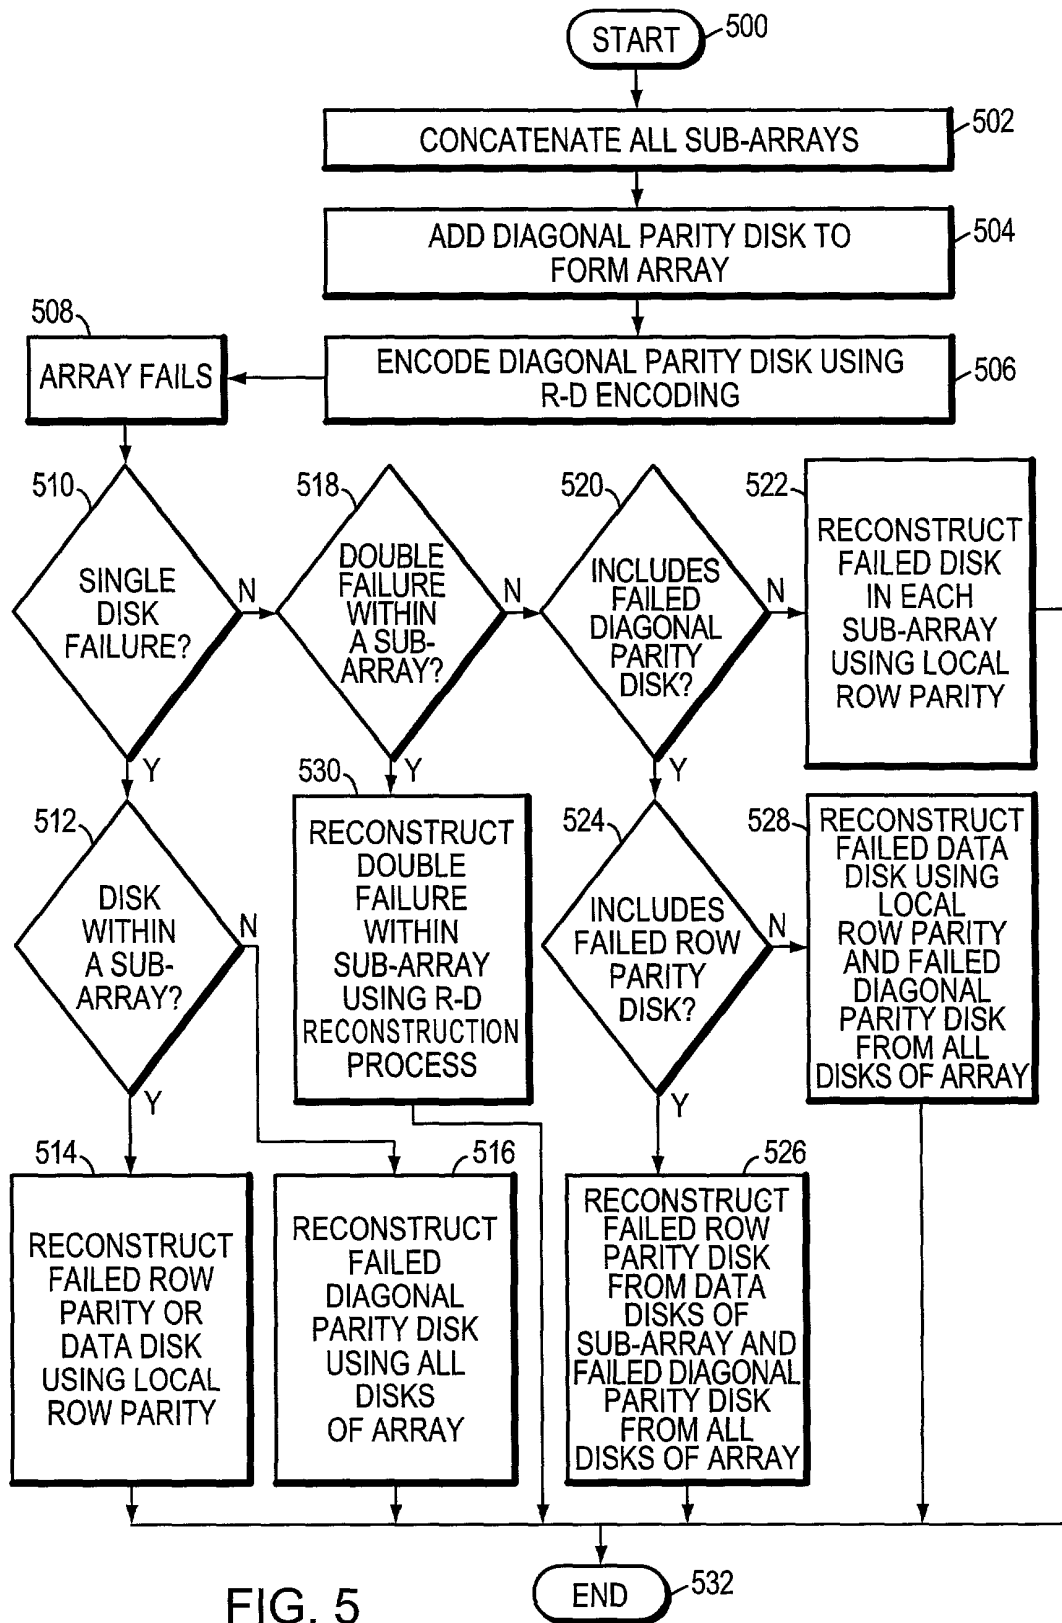 START
500
CONCATENATE ALL SUB-ARRAYS
502
ADD DIAGONAL PARITY DISK TO
FORM ARRAY
504
508
ARRAY FAILS
ENCODE DIAGONAL PARITY DISK USING
R-D ENCODING
506
510
SINGLE
DISK
FAILURE?
N
Y
518
DOUBLE
FAILURE
WITHIN
A SUB-
ARRAY?
N
Y
520
INCLUDES
FAILED
DIAGONAL
PARITY
DISK?
N
Y
522
RECONSTRUCT
FAILED DISK
IN EACH
SUB-ARRAY
USING LOCAL
ROW PARITY
512
DISK
WITHIN
A SUB-
ARRAY?
N
Y
530
RECONSTRUCT
DOUBLE
FAILURE
WITHIN
SUB-ARRAY
USING R-D
RECONSTRUCTION
PROCESS
524
INCLUDES
FAILED ROW
PARITY
DISK?
N
Y
528
RECONSTRUCT
FAILED DATA
DISK USING
LOCAL
ROW PARITY
AND FAILED
DIAGONAL
PARITY DISK
FROM ALL
DISKS OF ARRAY
514
RECONSTRUCT
FAILED ROW
PARITY OR
DATA DISK
USING LOCAL
ROW PARITY
516
RECONSTRUCT
FAILED
DIAGONAL
PARITY DISK
USING ALL
DISKS
OF ARRAY
526
RECONSTRUCT
FAILED ROW
PARITY DISK
FROM DATA
DISKS OF
SUB-ARRAY AND
FAILED DIAGONAL
PARITY DISK
FROM ALL
DISKS OF ARRAY
END
532
FIG. 5